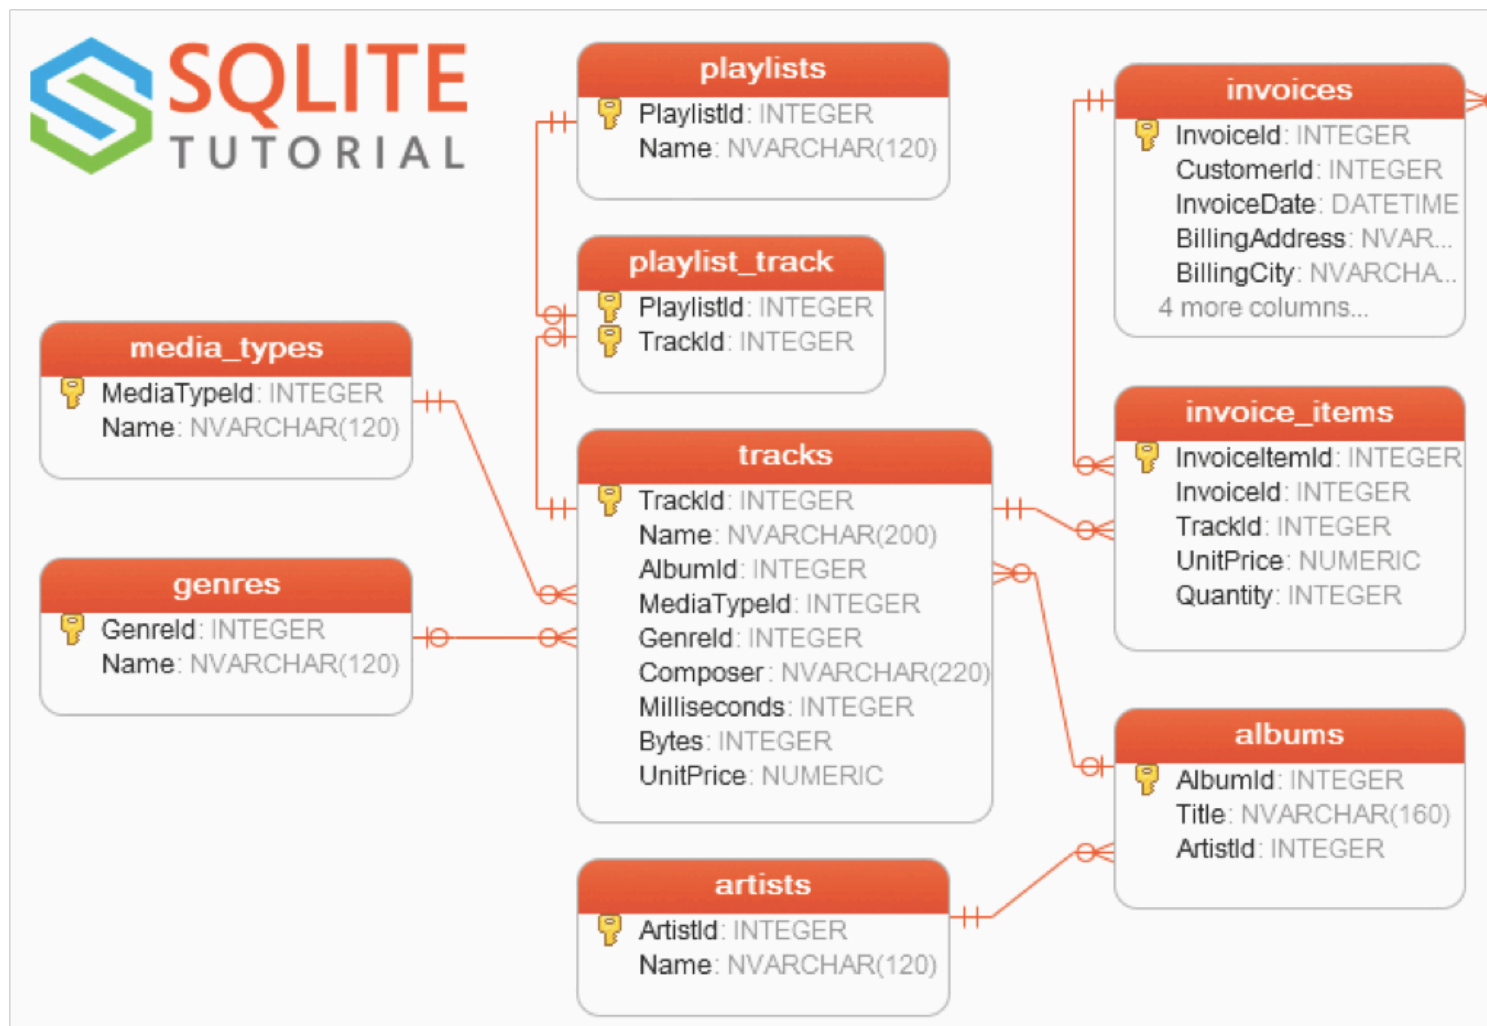 SQLITE
TUTORIAL
playlists
PlaylistId: INTEGER
Name: NVARCHAR(120)
playlist_track
PlaylistId: INTEGER
TrackId: INTEGER
media_types
MediaTypeId: INTEGER
Name: NVARCHAR(120)
genres
GenreId: INTEGER
Name: NVARCHAR(120)
tracks
TrackId: INTEGER
Name: NVARCHAR(200)
AlbumId: INTEGER
MediaTypeId: INTEGER
GenreId: INTEGER
Composer: NVARCHAR(220)
Milliseconds: INTEGER
Bytes: INTEGER
UnitPrice: NUMERIC
artists
ArtistId: INTEGER
Name: NVARCHAR(120)
invoices
InvoiceId: INTEGER
CustomerId: INTEGER
InvoiceDate: DATETIME
BillingAddress: NVAR...
BillingCity: NVARCHA...
4 more columns...
invoice_items
InvoiceItemId: INTEGER
InvoiceId: INTEGER
TrackId: INTEGER
UnitPrice: NUMERIC
Quantity: INTEGER
albums
AlbumId: INTEGER
Title: NVARCHAR(160)
ArtistId: INTEGER